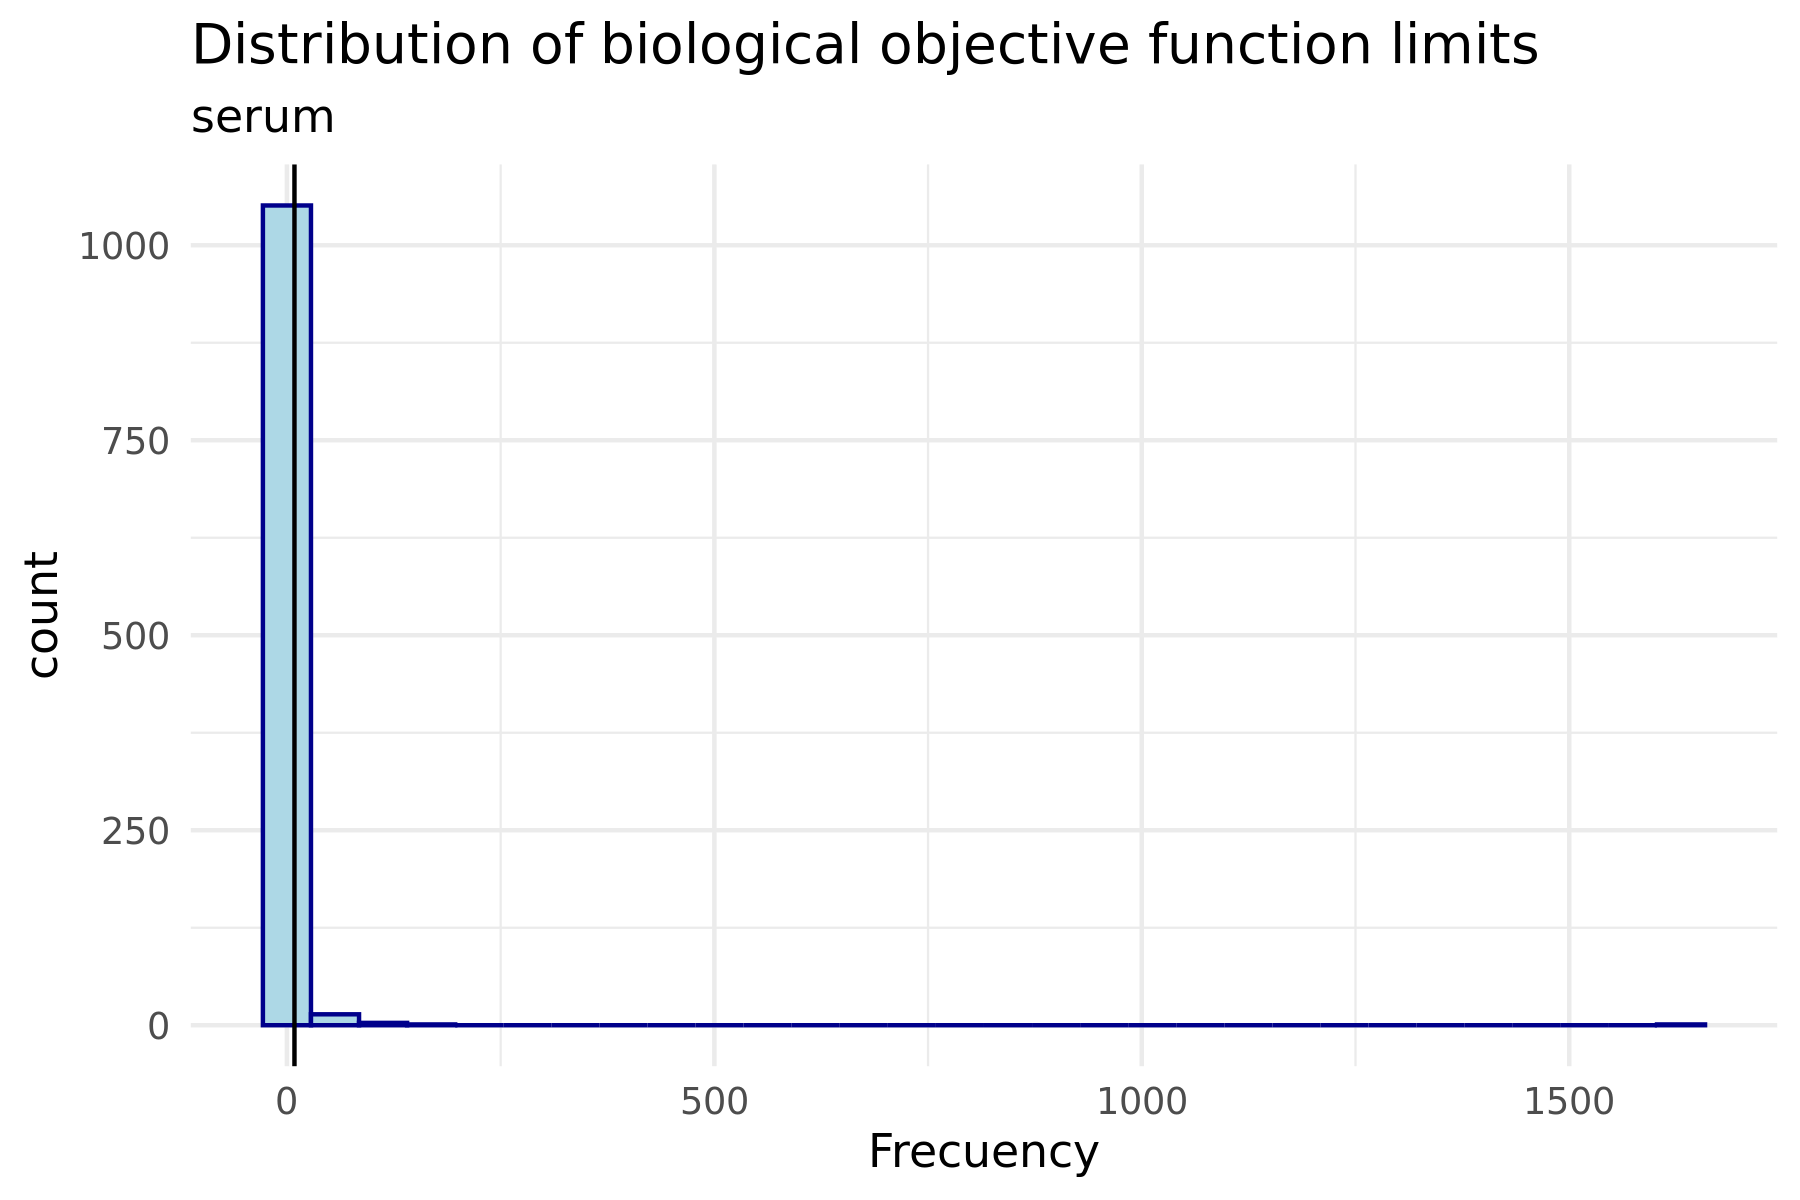 Distribution of biological objective function limits
serum
1000
750
500
250
0
count
0 500 1000 1500
Frecuency